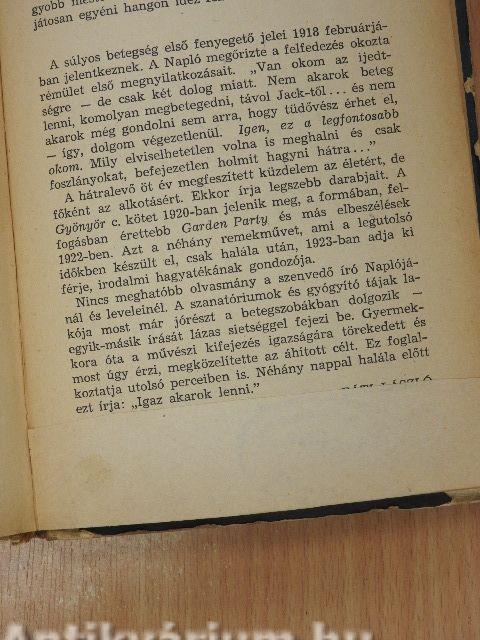 játosan egyéni hangon idéz
A súlyos betegség első fenyegető jelei 1918 februárjá-
ban jelentkeznek. A Napló megőrizte a felfedezés okozta
rémület első megnyilatkozásait. „Van okom az ijedt-
ségre — de csak két dolog miatt. Nem akarok beteg
lenni, komolyan megbetegedni, távol Jack-től... és nem
akarok még gondolni sem arra, hogy tüdővész érhet el,
— így, dolgom végezetlenül. Igen, ez a legfontosabb
okom. Mily elviselhetetlen volna is meghalni és csak
foszlányokat, befejezetlen holmit hagyni hátra...”
A hátralevő öt év megfeszített küzdelem az életért, de
főként az alkotásért. Ekkor írja legszebb darabjait. A
Gyönyőr c. kötet 1920-ban jelenik meg, a formában, fel-
fogásban érettebb Garden Party és más elbeszélések
1922-ben. Azt a néhány remekművet, ami a legutolsó
időkben készült el, csak halála után, 1923-ban adja ki
férje, irodalmi hagyatékának gondozója.
Nincs meghatóbb olvasmány a szenvedő író Naplójá-
nál és leveleinél. A szanatóriumok és gyógyító tájak la-
kója most már jórészt a betegszobákban dolgozik —
egyik-másik írását lázas sietséggel fejezi be. Gyermek-
kora óta a művészi kifejezés igazságára törekedett és
most úgy érzi, megközelítette az áhított célt. Ez foglal-
koztatja utolsó perceiben is. Néhány nappal halála előtt
ezt írja: „Igaz akarok lenni.”
Antikvárium.hu